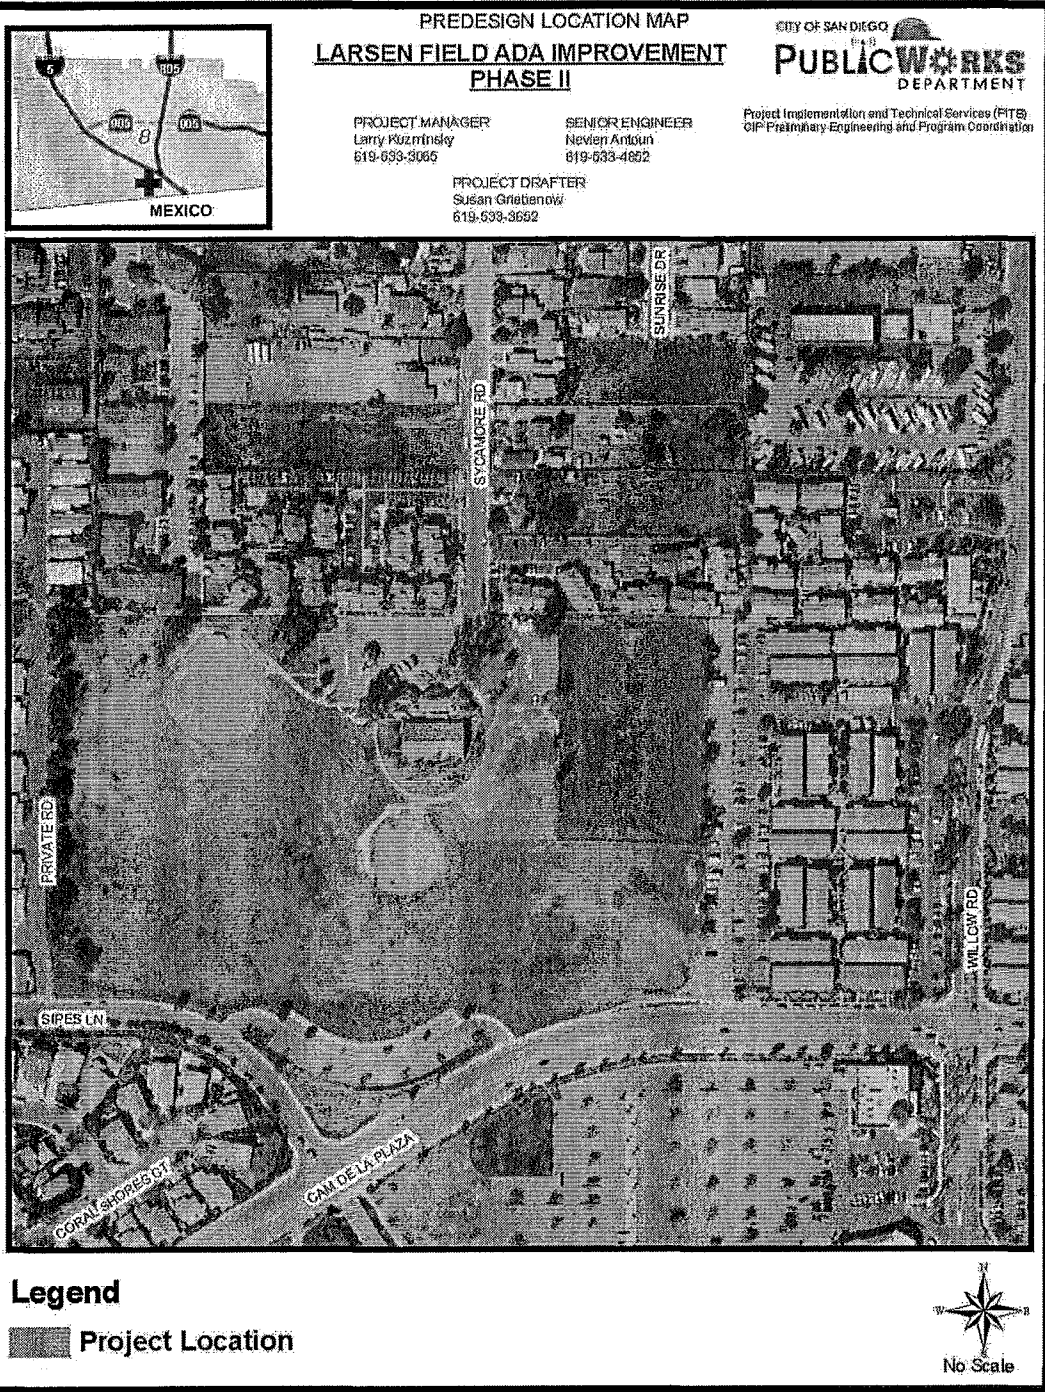 PREDESIGN LOCATION MAP
LARSEN FIELD ADA IMPROVEMENT
PHASE II
CITY OF SAN DIEGO
PUBLIC WORKS
DEPARTMENT
Project Implementation and Technical Services (PITS)
CIP Preliminary Engineering and Program Coordination
PROJECT MANAGER
Larry Kuzminsky
619-533-3065
SENIOR ENGINEER
Nevien Antoun
619-533-4852
PROJECT DRAFTER
Susan Griebenow
619-533-3652
5
805
905
905
8
MEXICO
SUNRISE DR
SYCAMORE RD
PRIVATE RD
WILLOW RD
SIPES LN
CORAL SHORES CT
CAM DE LA PLAZA
Legend
Project Location
N
W
E
No Scale